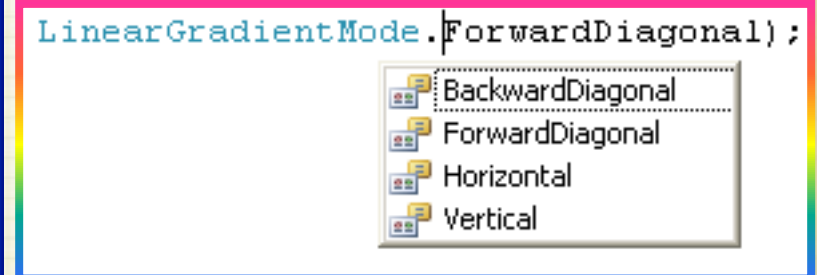 LinearGradientMode.ForwardDiagonal);
BackwardDiagonal
ForwardDiagonal
Horizontal
Vertical